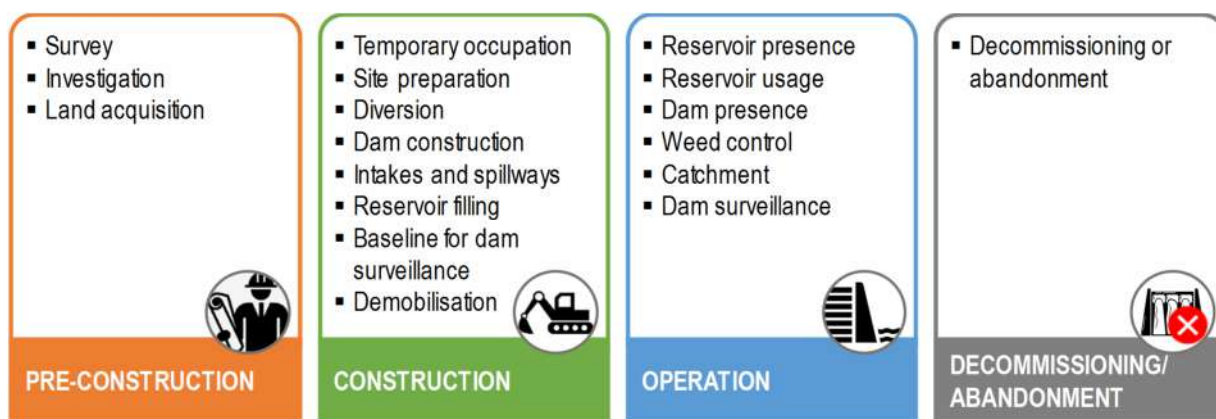 ▪ Survey
▪ Investigation
▪ Land acquisition
PRE-CONSTRUCTION
▪ Temporary occupation
▪ Site preparation
▪ Diversion
▪ Dam construction
▪ Intakes and spillways
▪ Reservoir filling
▪ Baseline for dam
surveillance
▪ Demobilisation
CONSTRUCTION
▪ Reservoir presence
▪ Reservoir usage
▪ Dam presence
▪ Weed control
▪ Catchment
▪ Dam surveillance
OPERATION
▪ Decommissioning or
abandonment
DECOMMISSIONING/
ABANDONMENT